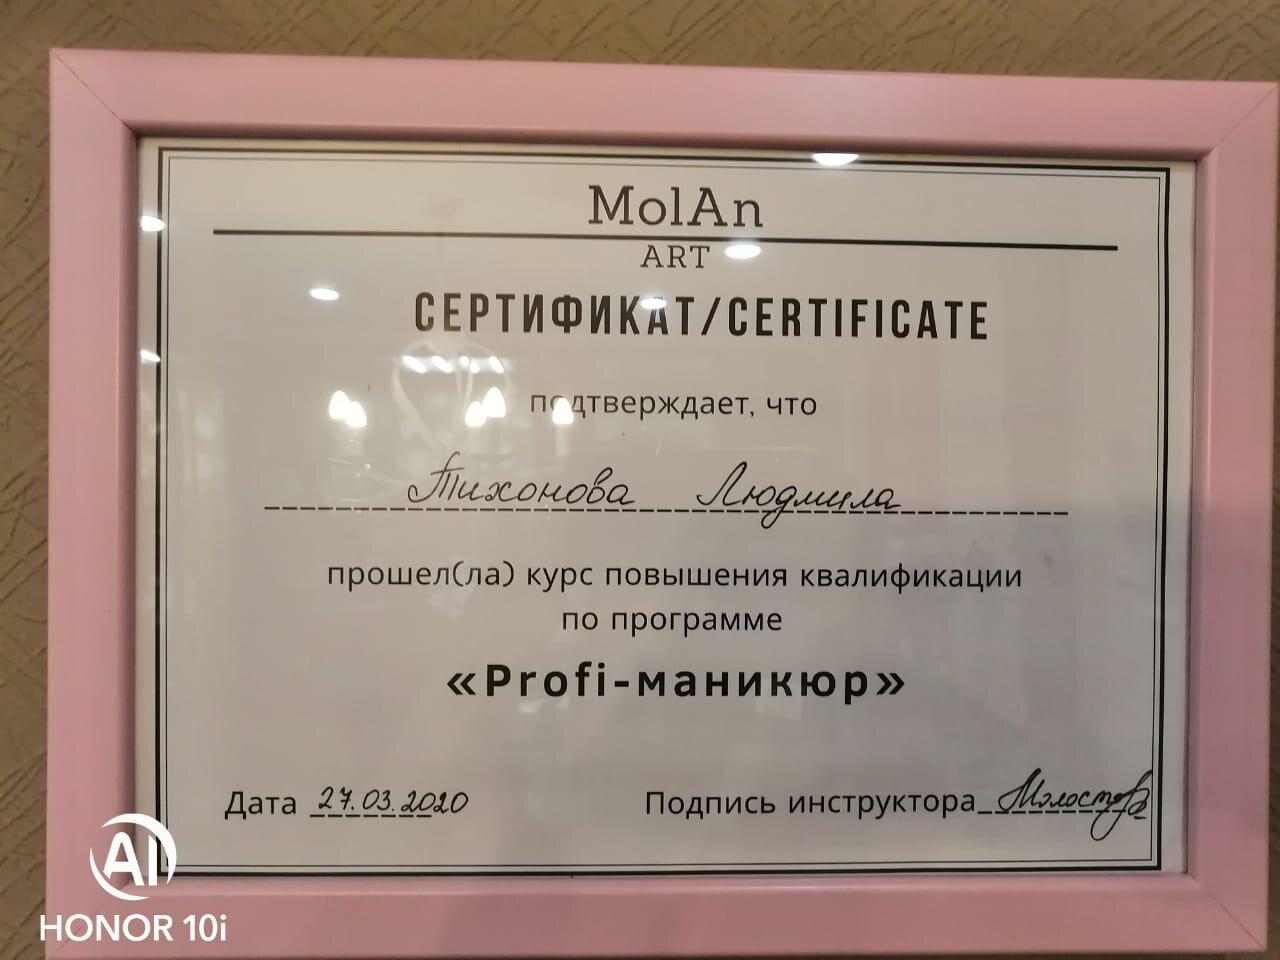 MolAn
ART
СЕРТИФИКАТ/CERTIFICATE
подтверждает, что
Тихонова Людмила
прошел(ла) курс повышения квалификации
по программе
«Profi-маникюр»
Дата 27.03.2020 Подпись инструктора
AI
HONOR 10i